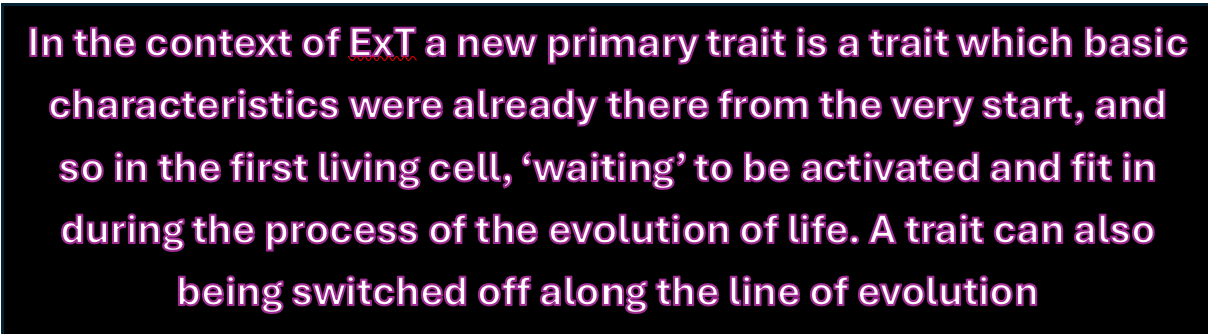 In the context of ExT a new primary trait is a trait which basic
characteristics were already there from the very start, and
so in the first living cell, ‘waiting’ to be activated and fit in
during the process of the evolution of life. A trait can also
being switched off along the line of evolution